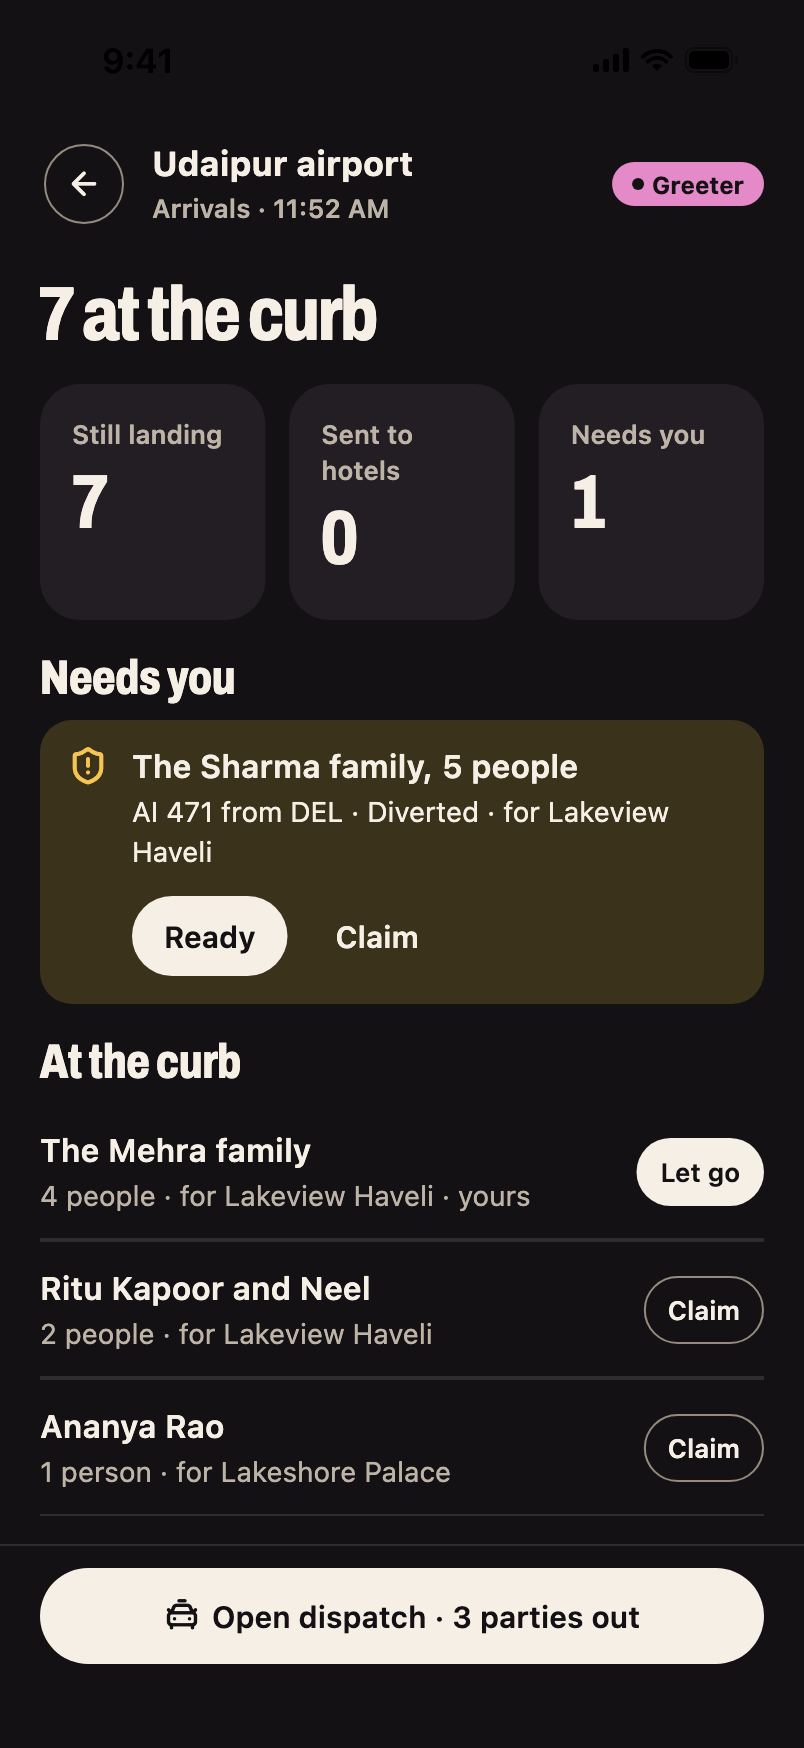 9:41
Udaipur airport
Arrivals · 11:52 AM
Greeter
7 at the curb
Still landing
7
Sent to
hotels
0
Needs you
1
Needs you
The Sharma family, 5 people
AI 471 from DEL · Diverted · for Lakeview
Haveli
Ready
Claim
At the curb
The Mehra family
4 people · for Lakeview Haveli · yours
Let go
Ritu Kapoor and Neel
2 people · for Lakeview Haveli
Claim
Ananya Rao
1 person · for Lakeshore Palace
Claim
Open dispatch · 3 parties out